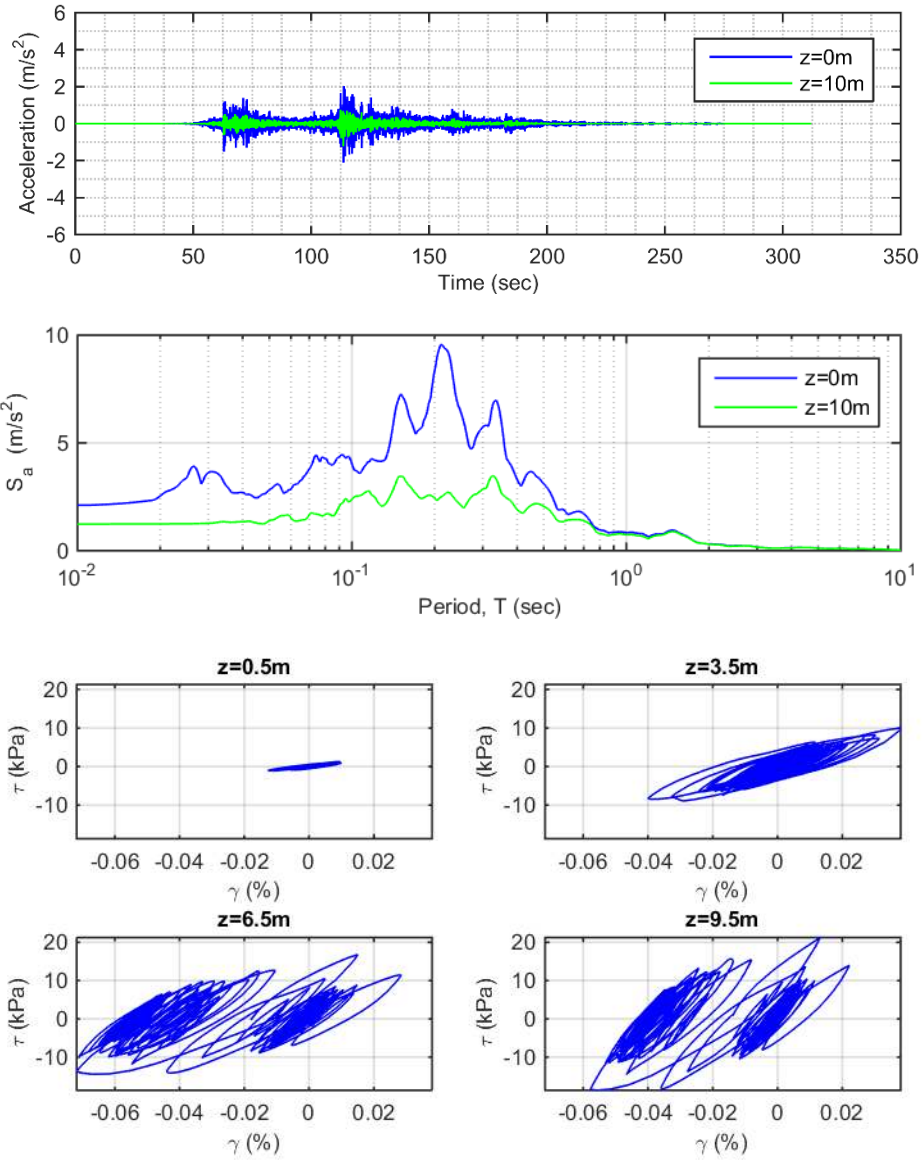 6
4
2
0
-2
-4
-6
Acceleration (m/s²)
z=0m
z=10m
0 50 100 150 200 250 300 350
Time (sec)
10
5
0
Sₐ (m/s²)
z=0m
z=10m
10⁻² 10⁻¹ 10⁰ 10¹
Period, T (sec)
z=0.5m
20
10
0
-10
τ (kPa)
-0.06 -0.04 -0.02 0 0.02
γ (%)
z=3.5m
20
10
0
-10
τ (kPa)
-0.06 -0.04 -0.02 0 0.02
γ (%)
z=6.5m
20
10
0
-10
τ (kPa)
-0.06 -0.04 -0.02 0 0.02
γ (%)
z=9.5m
20
10
0
-10
τ (kPa)
-0.06 -0.04 -0.02 0 0.02
γ (%)